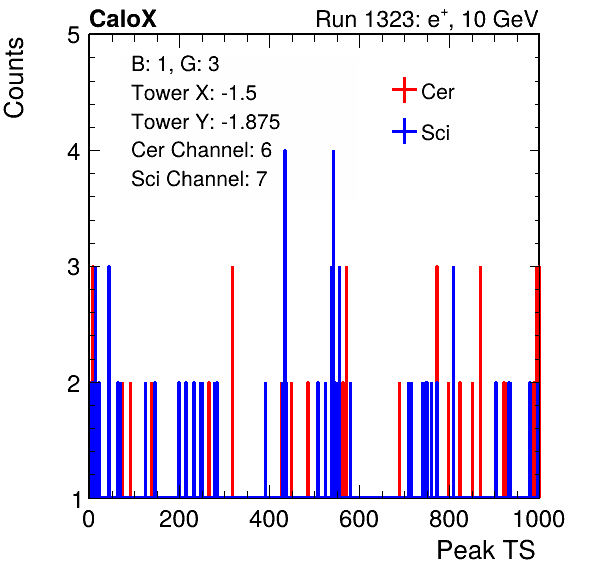 CaloX Run 1323: e⁺, 10 GeV
Counts
5
4
3
2
1
B: 1, G: 3
Tower X: -1.5
Tower Y: -1.875
Cer Channel: 6
Sci Channel: 7
Cer
Sci
0 200 400 600 800 1000
Peak TS